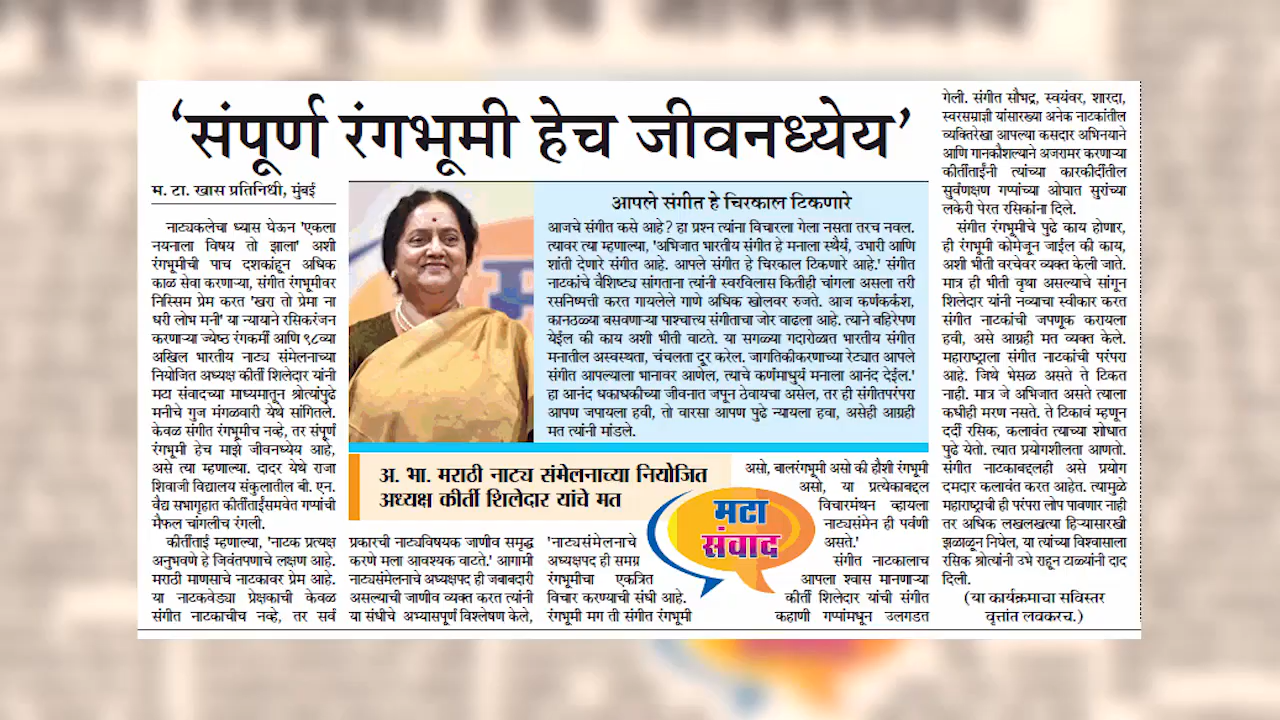 ‘संपूर्ण रंगभूमी हेच जीवनध्येय’
म. टा. खास प्रतिनिधी, मुंबई
नाट्यकलेचा ध्यास घेऊन 'एकला
नयनाला विषय तो झाला' अशी
रंगभूमीची पाच दशकांहून अधिक
काळ सेवा करणाऱ्या, संगीत रंगभूमीवर
निस्सिम प्रेम करत 'खरा तो प्रेमा ना
धरी लोभ मनी' या न्यायाने रसिकरंजन
करणाऱ्या ज्येष्ठ रंगकर्मी आणि ९८व्या
अखिल भारतीय नाट्य संमेलनाच्या
नियोजित अध्यक्ष कीर्ती शिलेदार यांनी
मटा संवादच्या माध्यमातून श्रोत्यांपुढे
मनीचे गुज मंगळवारी येथे सांगितले.
केवळ संगीत रंगभूमीच नव्हे, तर संपूर्ण
रंगभूमी हेच माझे जीवनध्येय आहे,
असे त्या म्हणाल्या. दादर येथे राजा
शिवाजी विद्यालय संकुलातील बी. एन.
वैद्य सभागृहात कीर्तीताईंसमवेत गप्पांची
मैफल चांगलीच रंगली.
कीर्तीताई म्हणाल्या, 'नाटक प्रत्यक्ष
अनुभवणे हे जिवंतपणाचे लक्षण आहे.
मराठी माणसाचे नाटकावर प्रेम आहे.
या नाटकवेड्या प्रेक्षकाची केवळ
संगीत नाटकाचीच नव्हे, तर सर्व
आपले संगीत हे चिरकाल टिकणारे
आजचे संगीत कसे आहे? हा प्रश्न त्यांना विचारला गेला नसता तरच नवल.
त्यावर त्या म्हणाल्या, 'अभिजात भारतीय संगीत हे मनाला स्थैर्य, उभारी आणि
शांती देणारे संगीत आहे. आपले संगीत हे चिरकाल टिकणारे आहे.' संगीत
नाटकांचे वैशिष्ट्य सांगताना त्यांनी स्वरविलास कितीही चांगला असला तरी
रसनिष्पत्ती करत गायलेले गाणे अधिक खोलवर रुजते. आज कर्णकर्कश,
कानठळ्या बसवणाऱ्या पाश्चात्त्य संगीताचा जोर वाढला आहे. त्याने बहिरेपण
येईल की काय अशी भीती वाटते. या सगळ्या गदारोळात भारतीय संगीत
मनातील अस्वस्थता, चंचलता दूर करेल. जागतिकीकरणाच्या रेट्यात आपले
संगीत आपल्याला भानावर आणेल, त्याचे कर्णमाधुर्य मनाला आनंद देईल.'
हा आनंद धकाधकीच्या जीवनात जपून ठेवायचा असेल, तर ही संगीतपरंपरा
आपण जपायला हवी, तो वारसा आपण पुढे न्यायला हवा, असेही आग्रही
मत त्यांनी मांडले.
अ. भा. मराठी नाट्य संमेलनाच्या नियोजित
अध्यक्ष कीर्ती शिलेदार यांचे मत
प्रकारची नाट्यविषयक जाणीव समृद्ध
करणे मला आवश्यक वाटते.' आगामी
नाट्यसंमेलनाचे अध्यक्षपद ही जबाबदारी
असल्याची जाणीव व्यक्त करत त्यांनी
या संधीचे अभ्यासपूर्ण विश्लेषण केले,
'नाट्यसंमेलनाचे
अध्यक्षपद ही समग्र
रंगभूमीचा एकत्रित
विचार करण्याची संधी आहे.
रंगभूमी मग ती संगीत रंगभूमी
मटा
संवाद
असो, बालरंगभूमी असो की हौशी रंगभूमी
असो, या प्रत्येकाबद्दल
विचारमंथन व्हायला
नाट्यसंमेन ही पर्वणी
असते.'
संगीत नाटकालाच
आपला श्वास मानणाऱ्या
कीर्ती शिलेदार यांची संगीत
कहाणी गप्पांमधून उलगडत
गेली. संगीत सौभद्र, स्वयंवर, शारदा,
स्वरसम्राज्ञी यांसारख्या अनेक नाटकांतील
व्यक्तिरेखा आपल्या कसदार अभिनयाने
आणि गानकौशल्याने अजरामर करणाऱ्या
कीर्तीताईंनी त्यांच्या कारकीर्दीतील
सुवर्णक्षण गप्पांच्या ओघात सुरांच्या
लकेरी पेरत रसिकांना दिले.
संगीत रंगभूमीचे पुढे काय होणार,
ही रंगभूमी कोमेजून जाईल की काय,
अशी भीती वरचेवर व्यक्त केली जाते.
मात्र ही भीती वृथा असल्याचे सांगून
शिलेदार यांनी नव्याचा स्वीकार करत
संगीत नाटकांची जपणूक करायला
हवी, असे आग्रही मत व्यक्त केले.
महाराष्ट्राला संगीत नाटकांची परंपरा
आहे. जिथे भेसळ असते ते टिकत
नाही. मात्र जे अभिजात असते त्याला
कधीही मरण नसते. ते टिकावं म्हणून
दर्दी रसिक, कलावंत त्याच्या शोधात
पुढे येतो. त्यात प्रयोगशीलता आणतो.
संगीत नाटकाबद्दलही असे प्रयोग
दमदार कलावंत करत आहेत. त्यामुळे
महाराष्ट्राची ही परंपरा लोप पावणार नाही
तर अधिक लखलखत्या हिऱ्यासारखी
झळाळून निघेल, या त्यांच्या विश्वासाला
रसिक श्रोत्यांनी उभे राहून टाळ्यांनी दाद
दिली.
(या कार्यक्रमाचा सविस्तर
वृत्तांत लवकरच.)